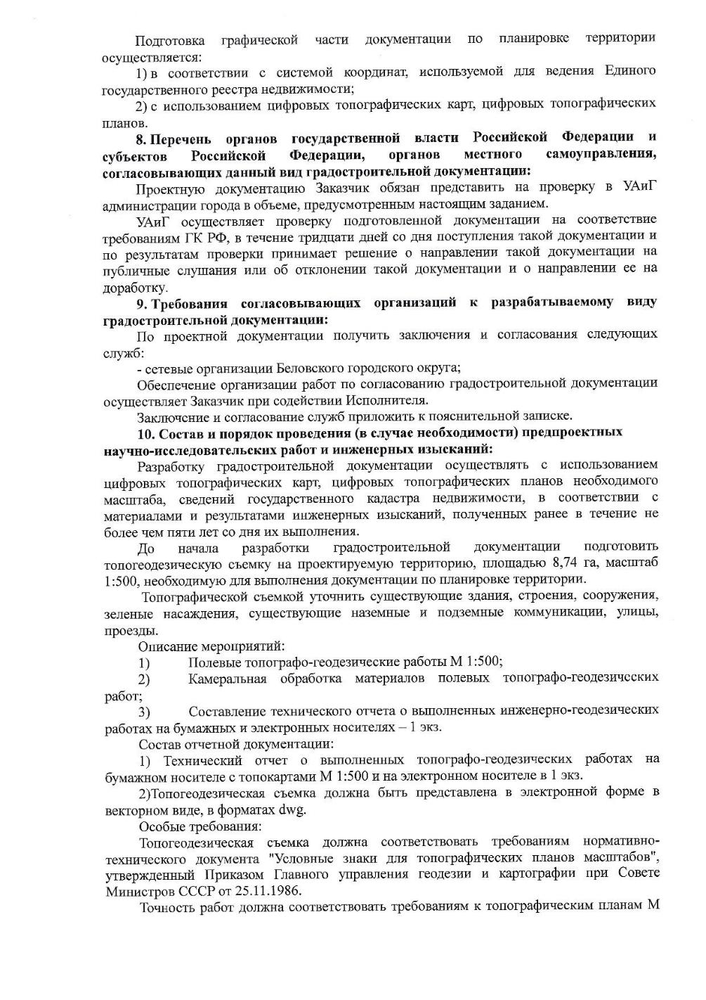 Подготовка графической части документации по планировке территории
осуществляется:
1) в соответствии с системой координат, используемой для ведения Единого
государственного реестра недвижимости;
2) с использованием цифровых топографических карт, цифровых топографических
планов.
8. Перечень органов государственной власти Российской Федерации и
субъектов Российской Федерации, органов местного самоуправления,
согласовывающих данный вид градостроительной документации:
Проектную документацию Заказчик обязан представить на проверку в УАиГ
администрации города в объеме, предусмотренным настоящим заданием.
УАиГ осуществляет проверку подготовленной документации на соответствие
требованиям ГК РФ, в течение тридцати дней со дня поступления такой документации и
по результатам проверки принимает решение о направлении такой документации на
публичные слушания или об отклонении такой документации и о направлении ее на
доработку.
9. Требования согласовывающих организаций к разрабатываемому виду
градостроительной документации:
По проектной документации получить заключения и согласования следующих
служб:
- сетевые организации Беловского городского округа;
Обеспечение организации работ по согласованию градостроительной документации
осуществляет Заказчик при содействии Исполнителя.
Заключение и согласование служб приложить к пояснительной записке.
10. Состав и порядок проведения (в случае необходимости) предпроектных
научно-исследовательских работ и инженерных изысканий:
Разработку градостроительной документации осуществлять с использованием
цифровых топографических карт, цифровых топографических планов необходимого
масштаба, сведений государственного кадастра недвижимости, в соответствии с
материалами и результатами инженерных изысканий, полученных ранее в течение не
более чем пяти лет со дня их выполнения.
До начала разработки градостроительной документации подготовить
топогеодезическую съемку на проектируемую территорию, площадью 8,74 га, масштаб
1:500, необходимую для выполнения документации по планировке территории.
Топографической съемкой уточнить существующие здания, строения, сооружения,
зеленые насаждения, существующие наземные и подземные коммуникации, улицы,
проезды.
Описание мероприятий:
1) Полевые топографо-геодезические работы М 1:500;
2) Камеральная обработка материалов полевых топографо-геодезических
работ;
3) Составление технического отчета о выполненных инженерно-геодезических
работах на бумажных и электронных носителях – 1 экз.
Состав отчетной документации:
1) Технический отчет о выполненных топографо-геодезических работах на
бумажном носителе с топокартами М 1:500 и на электронном носителе в 1 экз.
2)Топогеодезическая съемка должна быть представлена в электронной форме в
векторном виде, в форматах dwg.
Особые требования:
Топогеодезическая съемка должна соответствовать требованиям нормативно-
технического документа "Условные знаки для топографических планов масштабов",
утвержденный Приказом Главного управления геодезии и картографии при Совете
Министров СССР от 25.11.1986.
Точность работ должна соответствовать требованиям к топографическим планам М